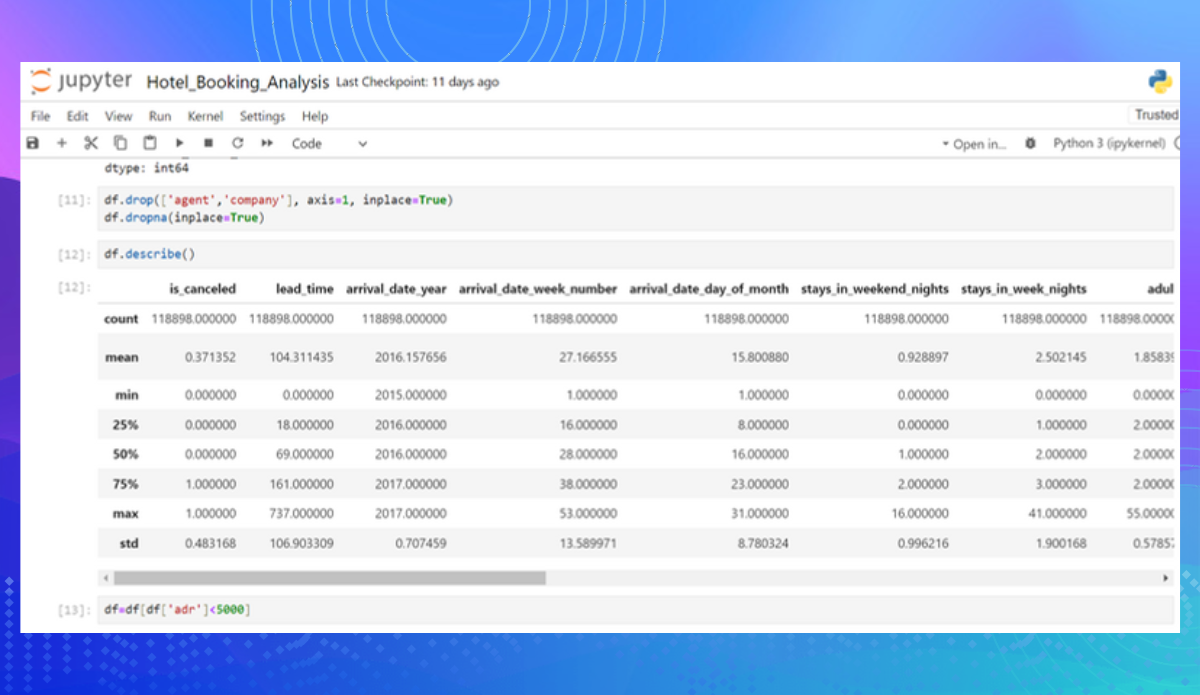 jupyter Hotel_Booking_Analysis Last Checkpoint: 11 days ago
File Edit View Run Kernel Settings Help Trusted
Code Open in... Python 3 (ipykernel)
dtype: int64
[11]: df.drop(['agent','company'], axis=1, inplace=True)
df.dropna(inplace=True)
[12]: df.describe()
[12]: is_canceled lead_time arrival_date_year arrival_date_week_number arrival_date_day_of_month stays_in_weekend_nights stays_in_week_nights adul
count 118898.000000 118898.000000 118898.000000 118898.000000 118898.000000 118898.000000 118898.000000 118898.00000
mean 0.371352 104.311435 2016.157656 27.166555 15.800880 0.928897 2.502145 1.8583
min 0.000000 0.000000 2015.000000 1.000000 1.000000 0.000000 0.000000 0.0000
25% 0.000000 18.000000 2016.000000 16.000000 8.000000 0.000000 1.000000 2.0000
50% 0.000000 69.000000 2016.000000 28.000000 16.000000 1.000000 2.000000 2.0000
75% 1.000000 161.000000 2017.000000 38.000000 23.000000 2.000000 3.000000 2.0000
max 1.000000 737.000000 2017.000000 53.000000 31.000000 16.000000 41.000000 55.0000
std 0.483168 106.903309 0.707459 13.589971 8.780324 0.996216 1.900168 0.5785
[13]: df=df[df['adr']<5000]